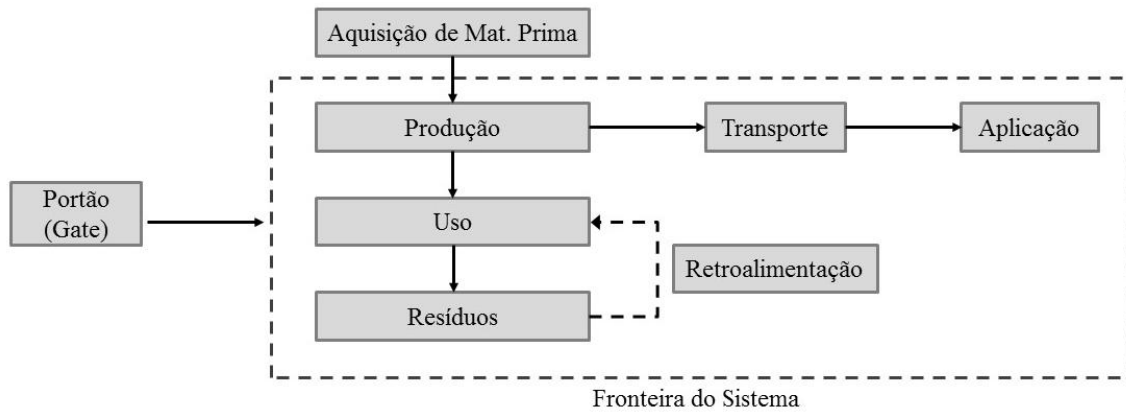 Aquisição de Mat. Prima
Produção
Transporte
Aplicação
Portão
(Gate)
Uso
Retroalimentação
Resíduos
Fronteira do Sistema